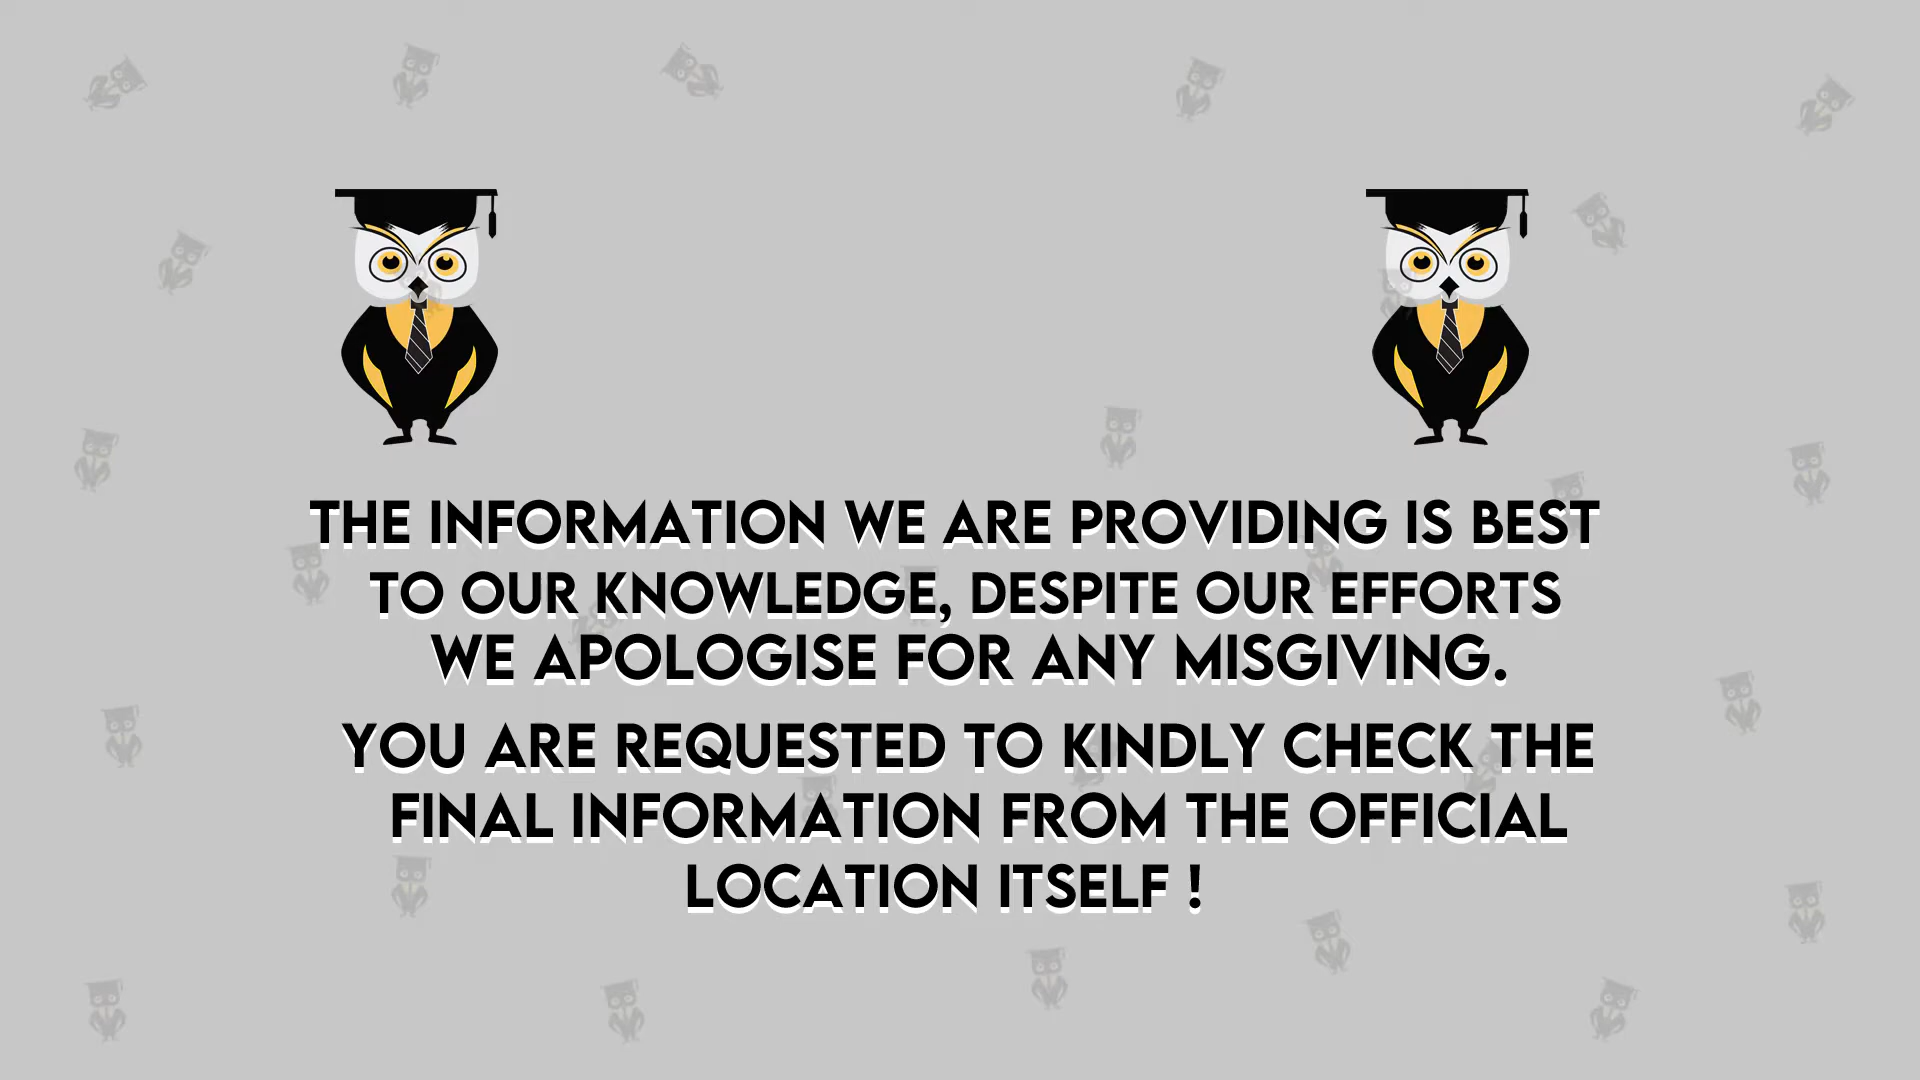 THE INFORMATION WE ARE PROVIDING IS BEST
TO OUR KNOWLEDGE, DESPITE OUR EFFORTS
WE APOLOGISE FOR ANY MISGIVING.
YOU ARE REQUESTED TO KINDLY CHECK THE
FINAL INFORMATION FROM THE OFFICIAL
LOCATION ITSELF !